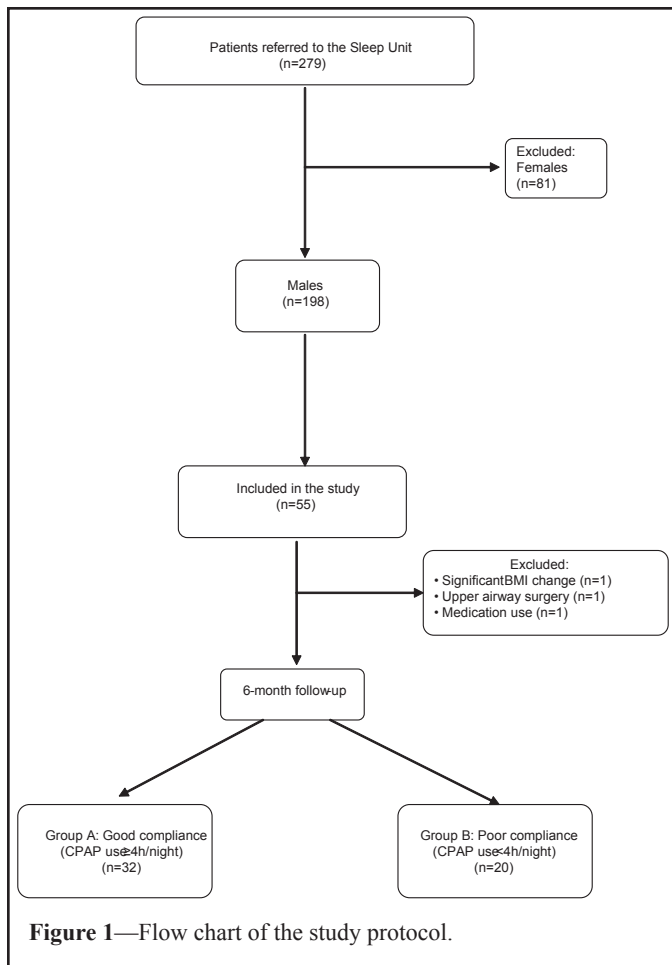 Patients referred to the Sleep Unit
(n=279)
Excluded:
Females
(n=81)
Males
(n=198)
Included in the study
(n=55)
Excluded:
• SignificantBMI change (n=1)
• Upper airway surgery (n=1)
• Medication use (n=1)
6-month follow-up
Group A: Good compliance
(CPAP use≥4h/night)
(n=32)
Group B: Poor compliance
(CPAP use<4h/night)
(n=20)
Figure 1—Flow chart of the study protocol.